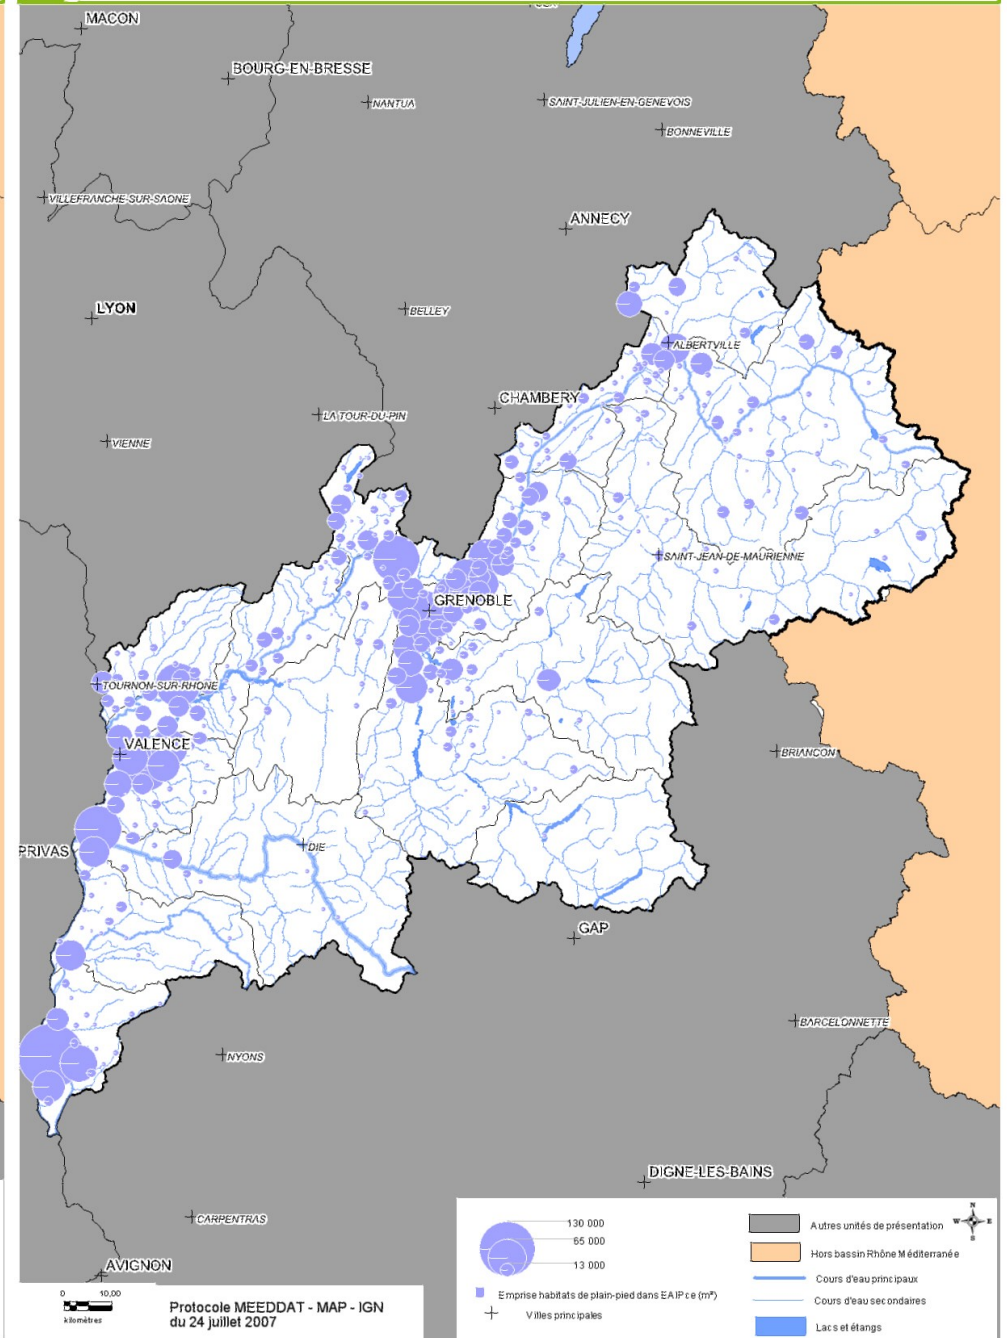 MACON
BOURG-EN-BRESSE
NANTUA
SAINT-JULIEN-EN-GENEVOIS
BONNEVILLE
VILLEFRANCHE-SUR-SAONE
ANNECY
LYON
BELLEY
ALBERTVILLE
CHAMBERY
LA TOUR-DU-PIN
VIENNE
SAINT-JEAN-DE-MAURIENNE
GRENOBLE
TOURNON-SUR-RHONE
VALENCE
BRIANCON
PRIVAS
DIE
GAP
BARCELONNETTE
NYONS
DIGNE-LES-BAINS
CARPENTRAS
AVIGNON
0 10,00
kilomètres
Protocole MEEDDAT - MAP - IGN
du 24 juillet 2007
130 000
65 000
13 000
Emprise habitats de plain-pied dans EAIPce (m²)
Villes principales
Autres unités de présentation
Hors bassin Rhône Méditerranée
Cours d'eau principaux
Cours d'eau secondaires
Lacs et étangs
N
W E
S